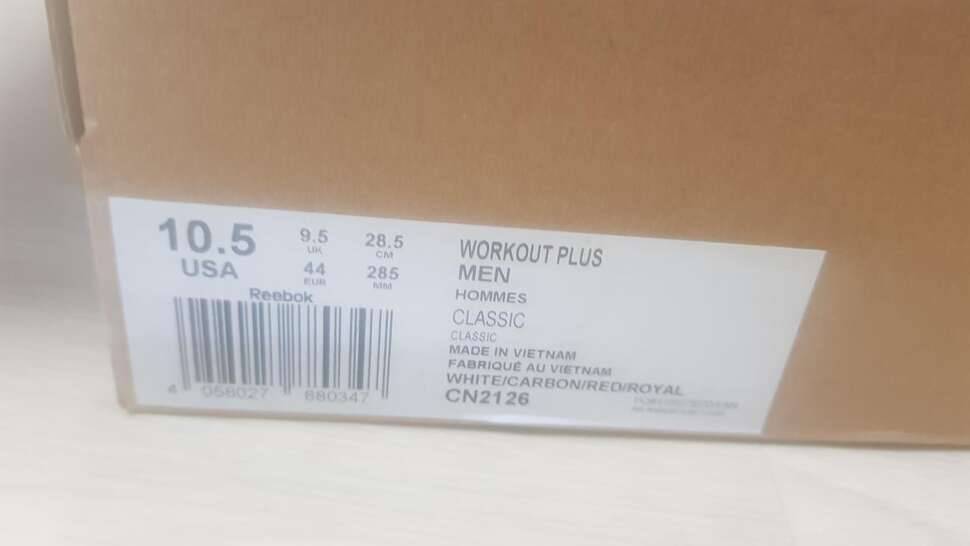 10.5
USA
9.5
UK
28.5
CM
44
EUR
285
MM
Reebok
4 058027 880347
WORKOUT PLUS
MEN
HOMMES
CLASSIC
CLASSIC
MADE IN VIETNAM
FABRIQUÉ AU VIETNAM
WHITE/CARBON/RED/ROYAL
CN2126